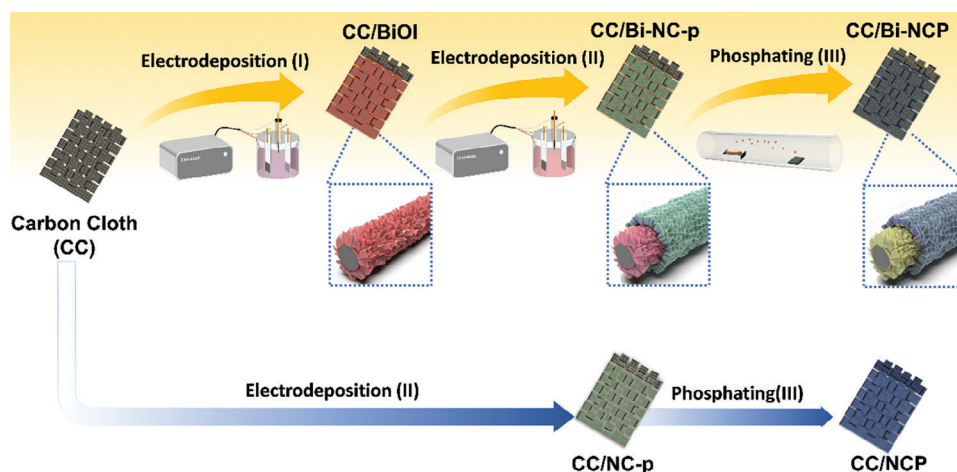 CC/BiOI
CC/Bi-NC-p
CC/Bi-NCP
Electrodeposition (I)
Electrodeposition (II)
Phosphating (III)
Carbon Cloth
(CC)
Electrodeposition (II)
Phosphating(III)
CC/NC-p
CC/NCP